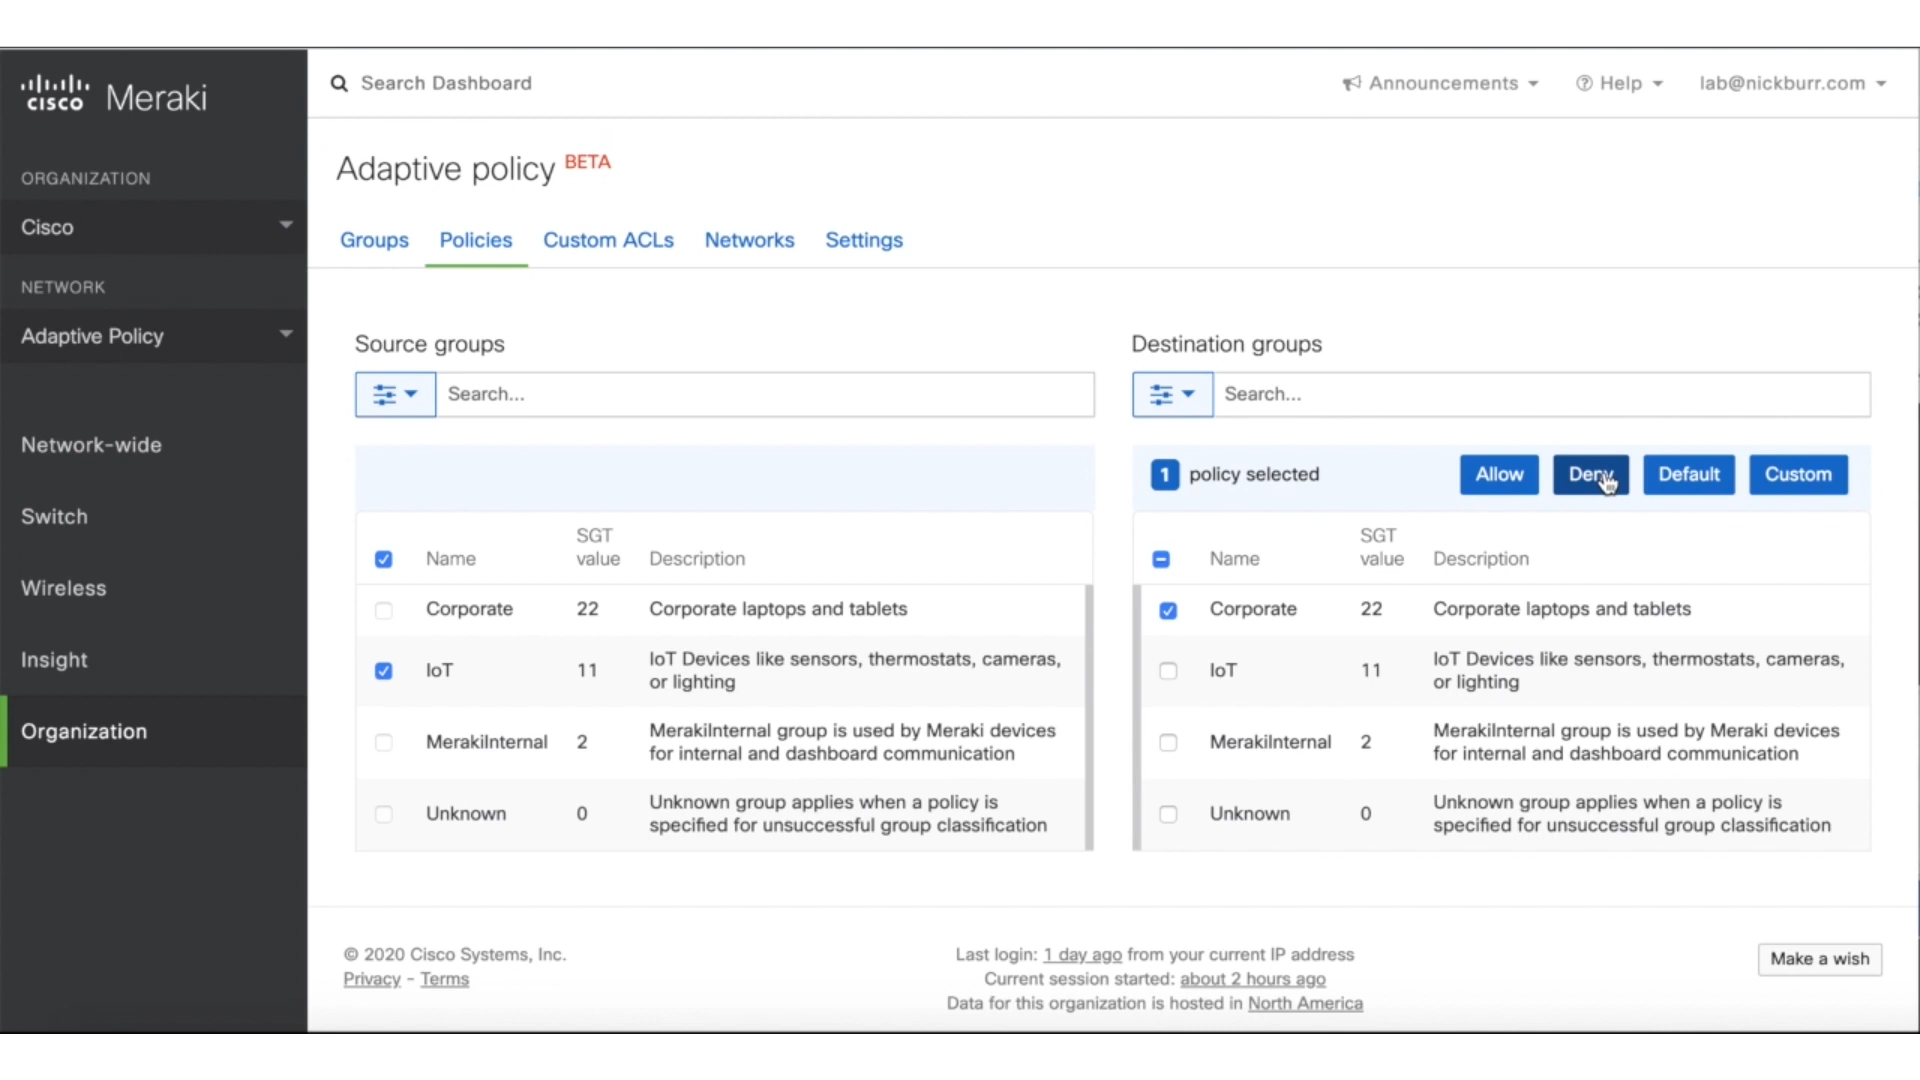 cisco Meraki
Search Dashboard
Announcements
Help
lab@nickburr.com
ORGANIZATION
Cisco
NETWORK
Adaptive Policy
Network-wide
Switch
Wireless
Insight
Organization
Adaptive policy BETA
Groups
Policies
Custom ACLs
Networks
Settings
Source groups
Search...
Name
SGT
value
Description
Corporate 22 Corporate laptops and tablets
IoT 11 IoT Devices like sensors, thermostats, cameras,
or lighting
MerakiInternal 2 MerakiInternal group is used by Meraki devices
for internal and dashboard communication
Unknown 0 Unknown group applies when a policy is
specified for unsuccessful group classification
Destination groups
Search...
1 policy selected
Allow
Deny
Default
Custom
Name
SGT
value
Description
Corporate 22 Corporate laptops and tablets
IoT 11 IoT Devices like sensors, thermostats, cameras,
or lighting
MerakiInternal 2 MerakiInternal group is used by Meraki devices
for internal and dashboard communication
Unknown 0 Unknown group applies when a policy is
specified for unsuccessful group classification
© 2020 Cisco Systems, Inc.
Privacy - Terms
Last login: 1 day ago from your current IP address
Current session started: about 2 hours ago
Data for this organization is hosted in North America
Make a wish